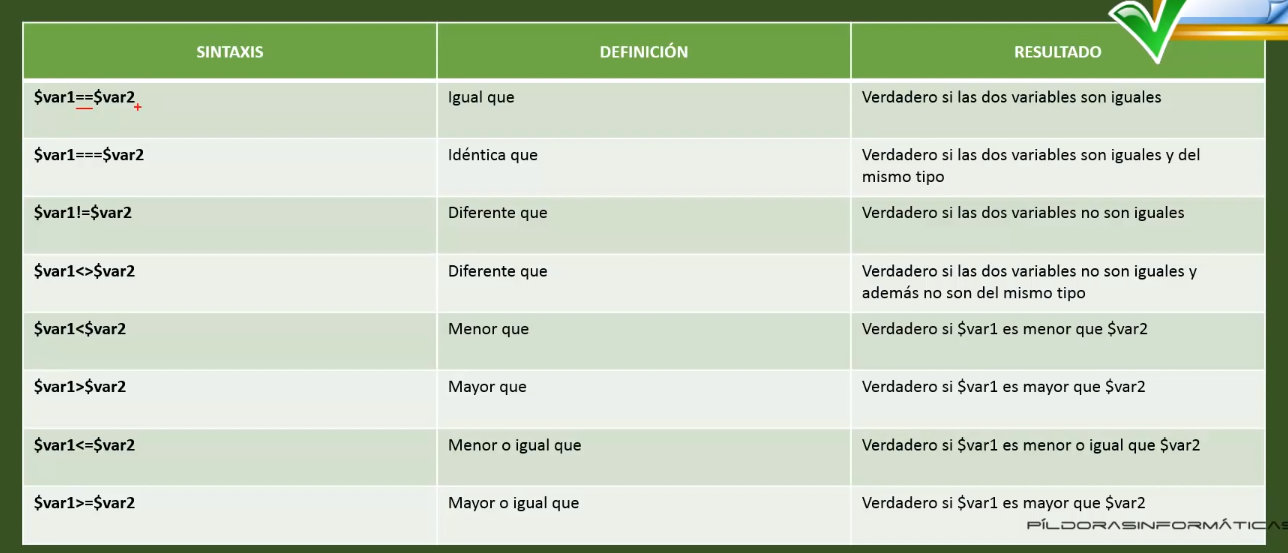 SINTAXIS DEFINICIÓN RESULTADO
$var1==$var2 Igual que Verdadero si las dos variables son iguales
$var1===$var2 Idéntica que Verdadero si las dos variables son iguales y del
mismo tipo
$var1!=$var2 Diferente que Verdadero si las dos variables no son iguales
$var1<>$var2 Diferente que Verdadero si las dos variables no son iguales y
además no son del mismo tipo
$var1<$var2 Menor que Verdadero si $var1 es menor que $var2
$var1>$var2 Mayor que Verdadero si $var1 es mayor que $var2
$var1<=$var2 Menor o igual que Verdadero si $var1 es menor o igual que $var2
$var1>=$var2 Mayor o igual que Verdadero si $var1 es mayor que $var2
PÍLDORASINFORMÁTICAS